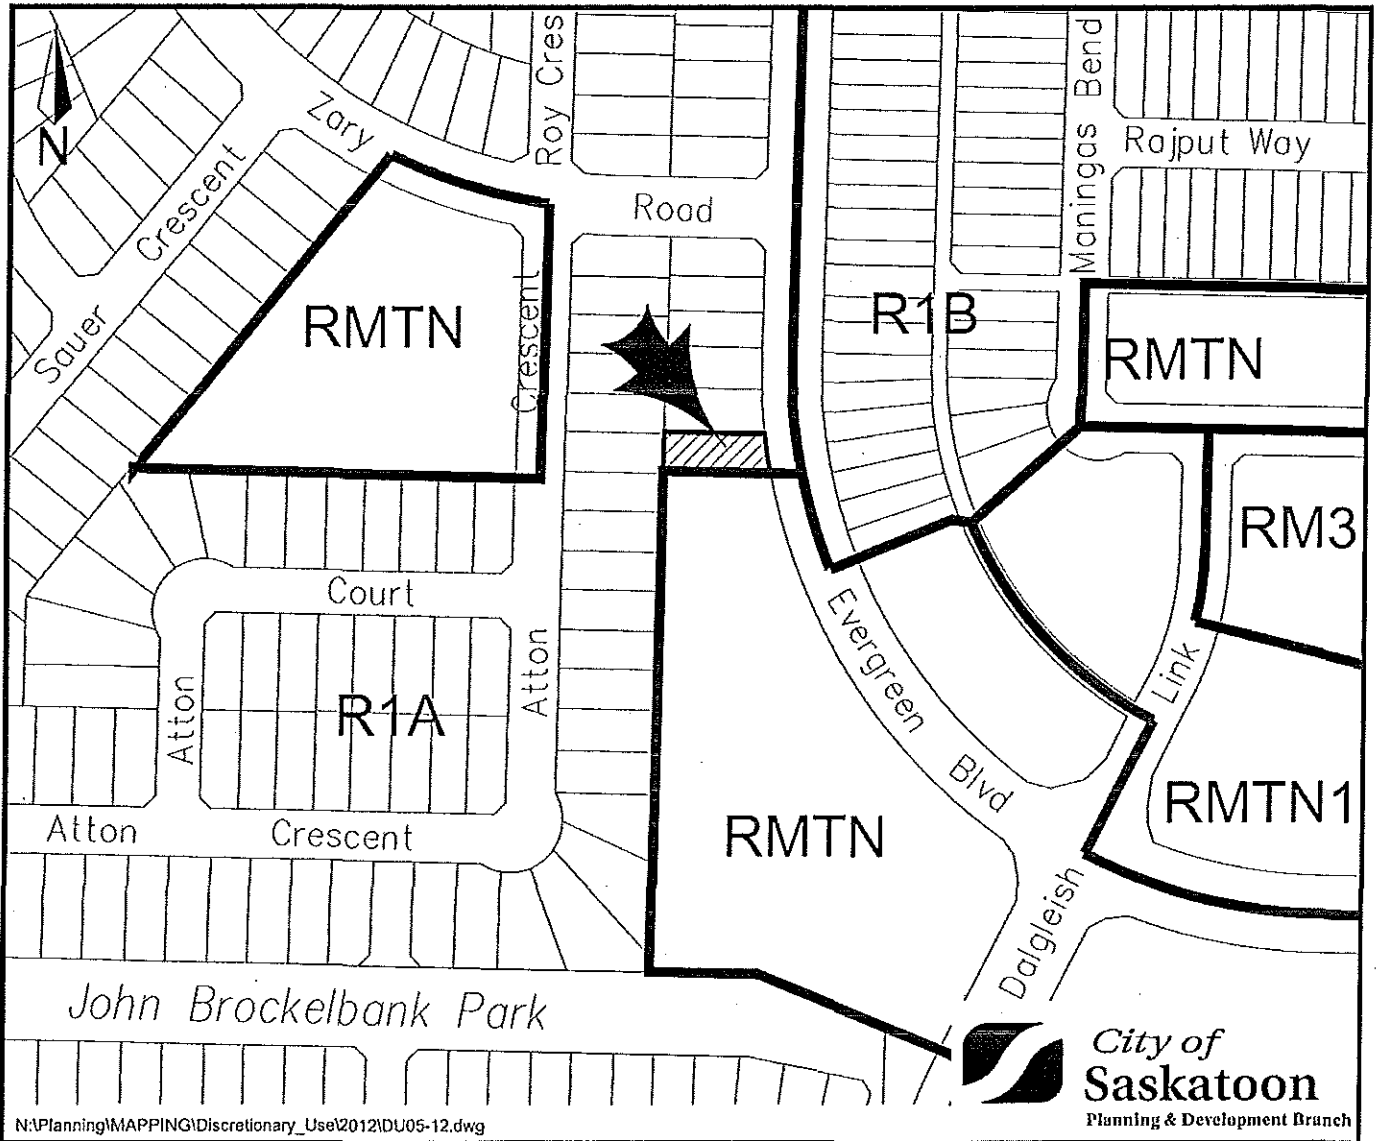 Roy Cres
Maningas Bend
Zary
Rajput Way
N
Crescent
Road
Sauer
RMTN
Crescent
R1B
RMTN
RM3
Court
Evergreen
Blvd
Link
Atton
Atton
R1A
RMTN1
RMTN
Atton
Crescent
Dalgleish
John Brockelbank Park
City of
Saskatoon
Planning & Development Branch
N:\Planning\MAPPING\Discretionary_Use\2012\DU05-12.dwg